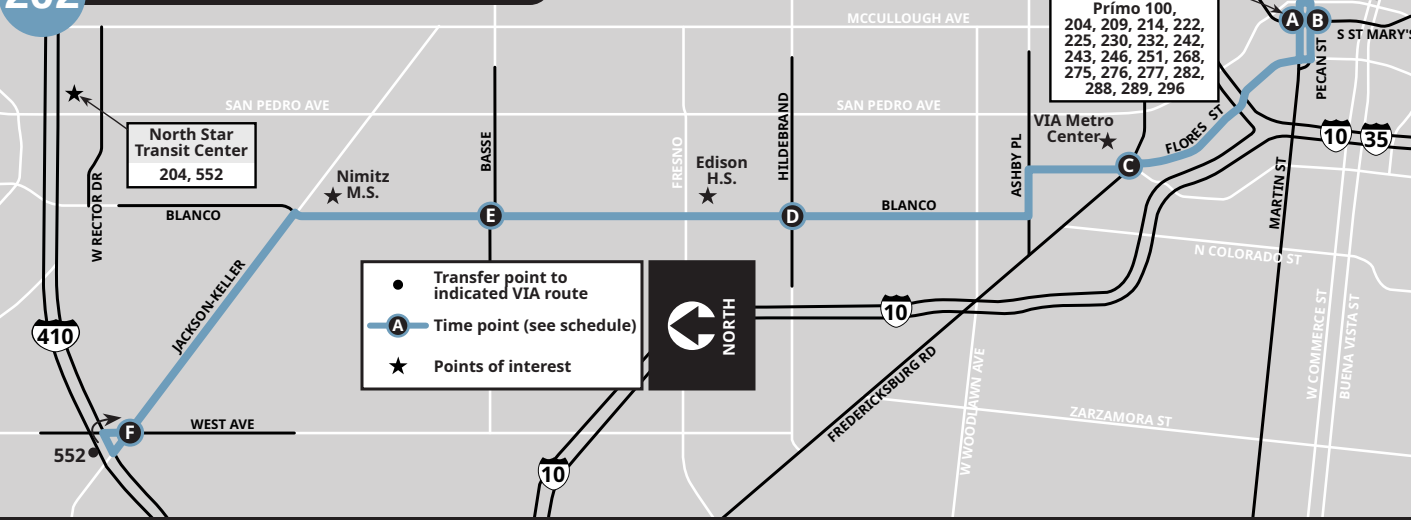 202
MCCULLOUGH AVE
Prímo 100,
204, 209, 214, 222,
225, 230, 232, 242,
243, 246, 251, 268,
275, 276, 277, 282,
288, 289, 296
A
B
S ST MARY'S
PECAN ST
SAN PEDRO AVE
SAN PEDRO AVE
North Star
Transit Center
204, 552
W RECTOR DR
BLANCO
Nimitz
M.S.
BASSE
E
FRESNO
Edison
H.S.
HILDEBRAND
D
BLANCO
ASHBY PL
VIA Metro
Center
C
FLORES ST
10
35
MARTIN ST
N COLORADO ST
JACKSON-KELLER
410
Transfer point to
indicated VIA route
A
Time point (see schedule)
Points of interest
NORTH
10
FREDERICKSBURG RD
W WOODLAWN AVE
ZARZAMORA ST
W COMMERCE ST
BUENA VISTA ST
F
WEST AVE
552
10